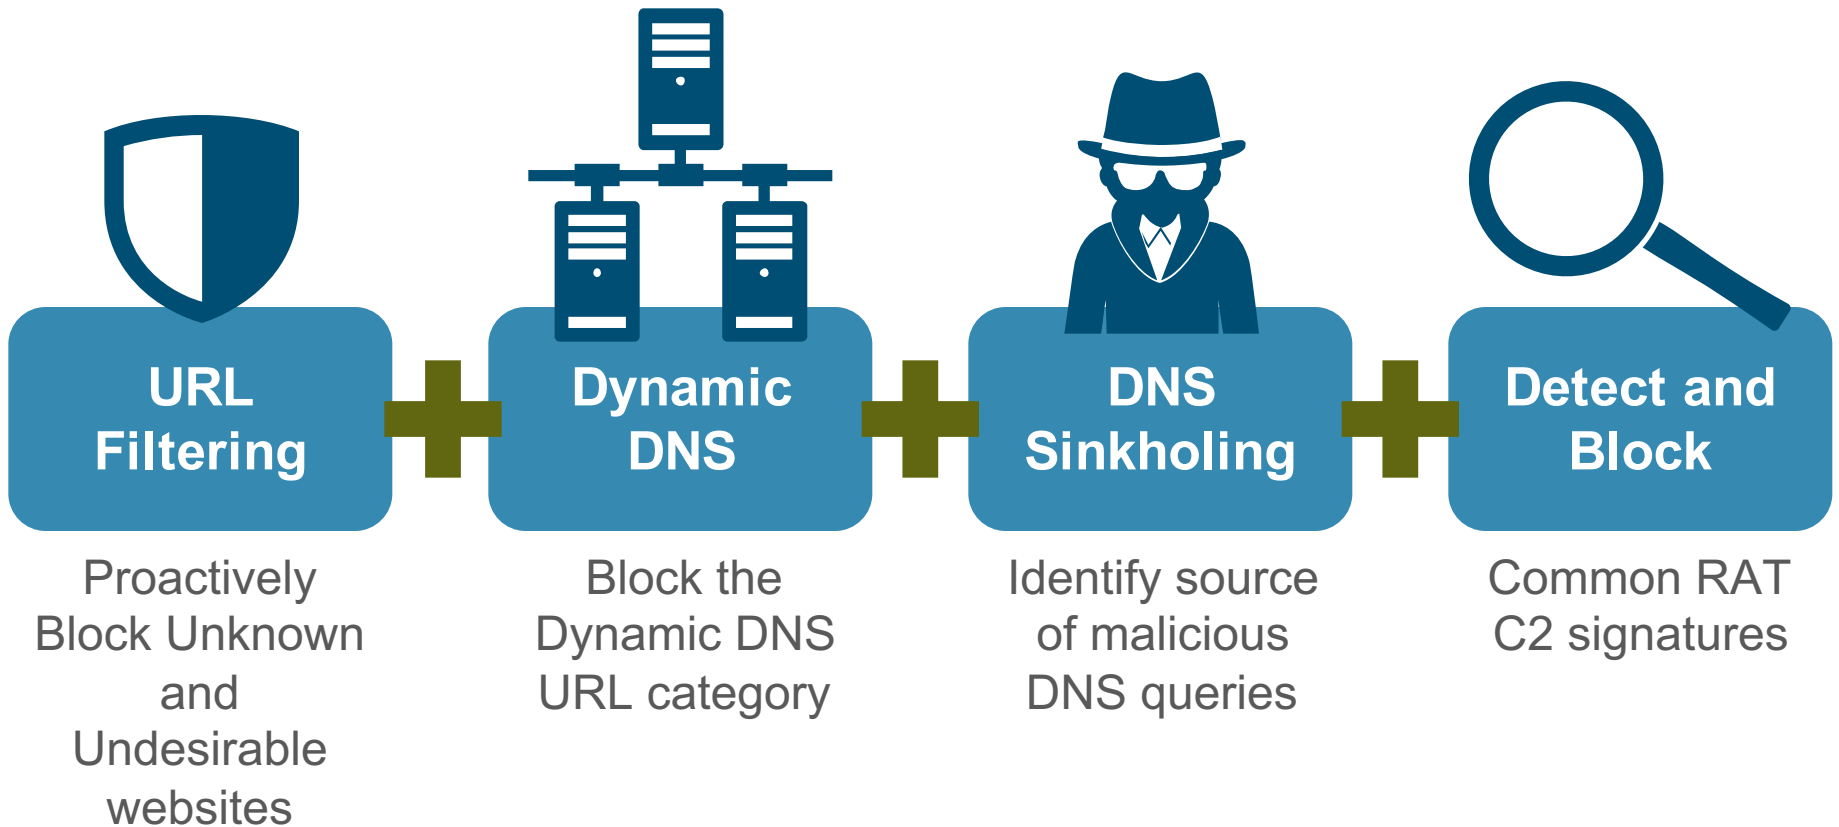 URL
Filtering
Dynamic
DNS
DNS
Sinkholing
Detect and
Block
Proactively
Block Unknown
and
Undesirable
websites
Block the
Dynamic DNS
URL category
Identify source
of malicious
DNS queries
Common RAT
C2 signatures